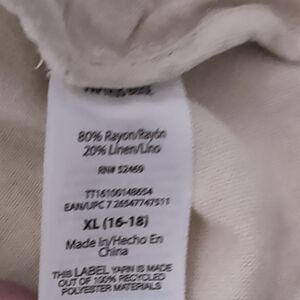 80% Rayon/Rayón
20% Linen/Lino
RN# 52469
TT16100148654
EAN/UPC 7 26547747511
XL (16-18)
Made in/Hecho En
China
THIS LABEL YARN IS MADE
OUT OF 100% RECYCLED
POLYESTER MATERIALS